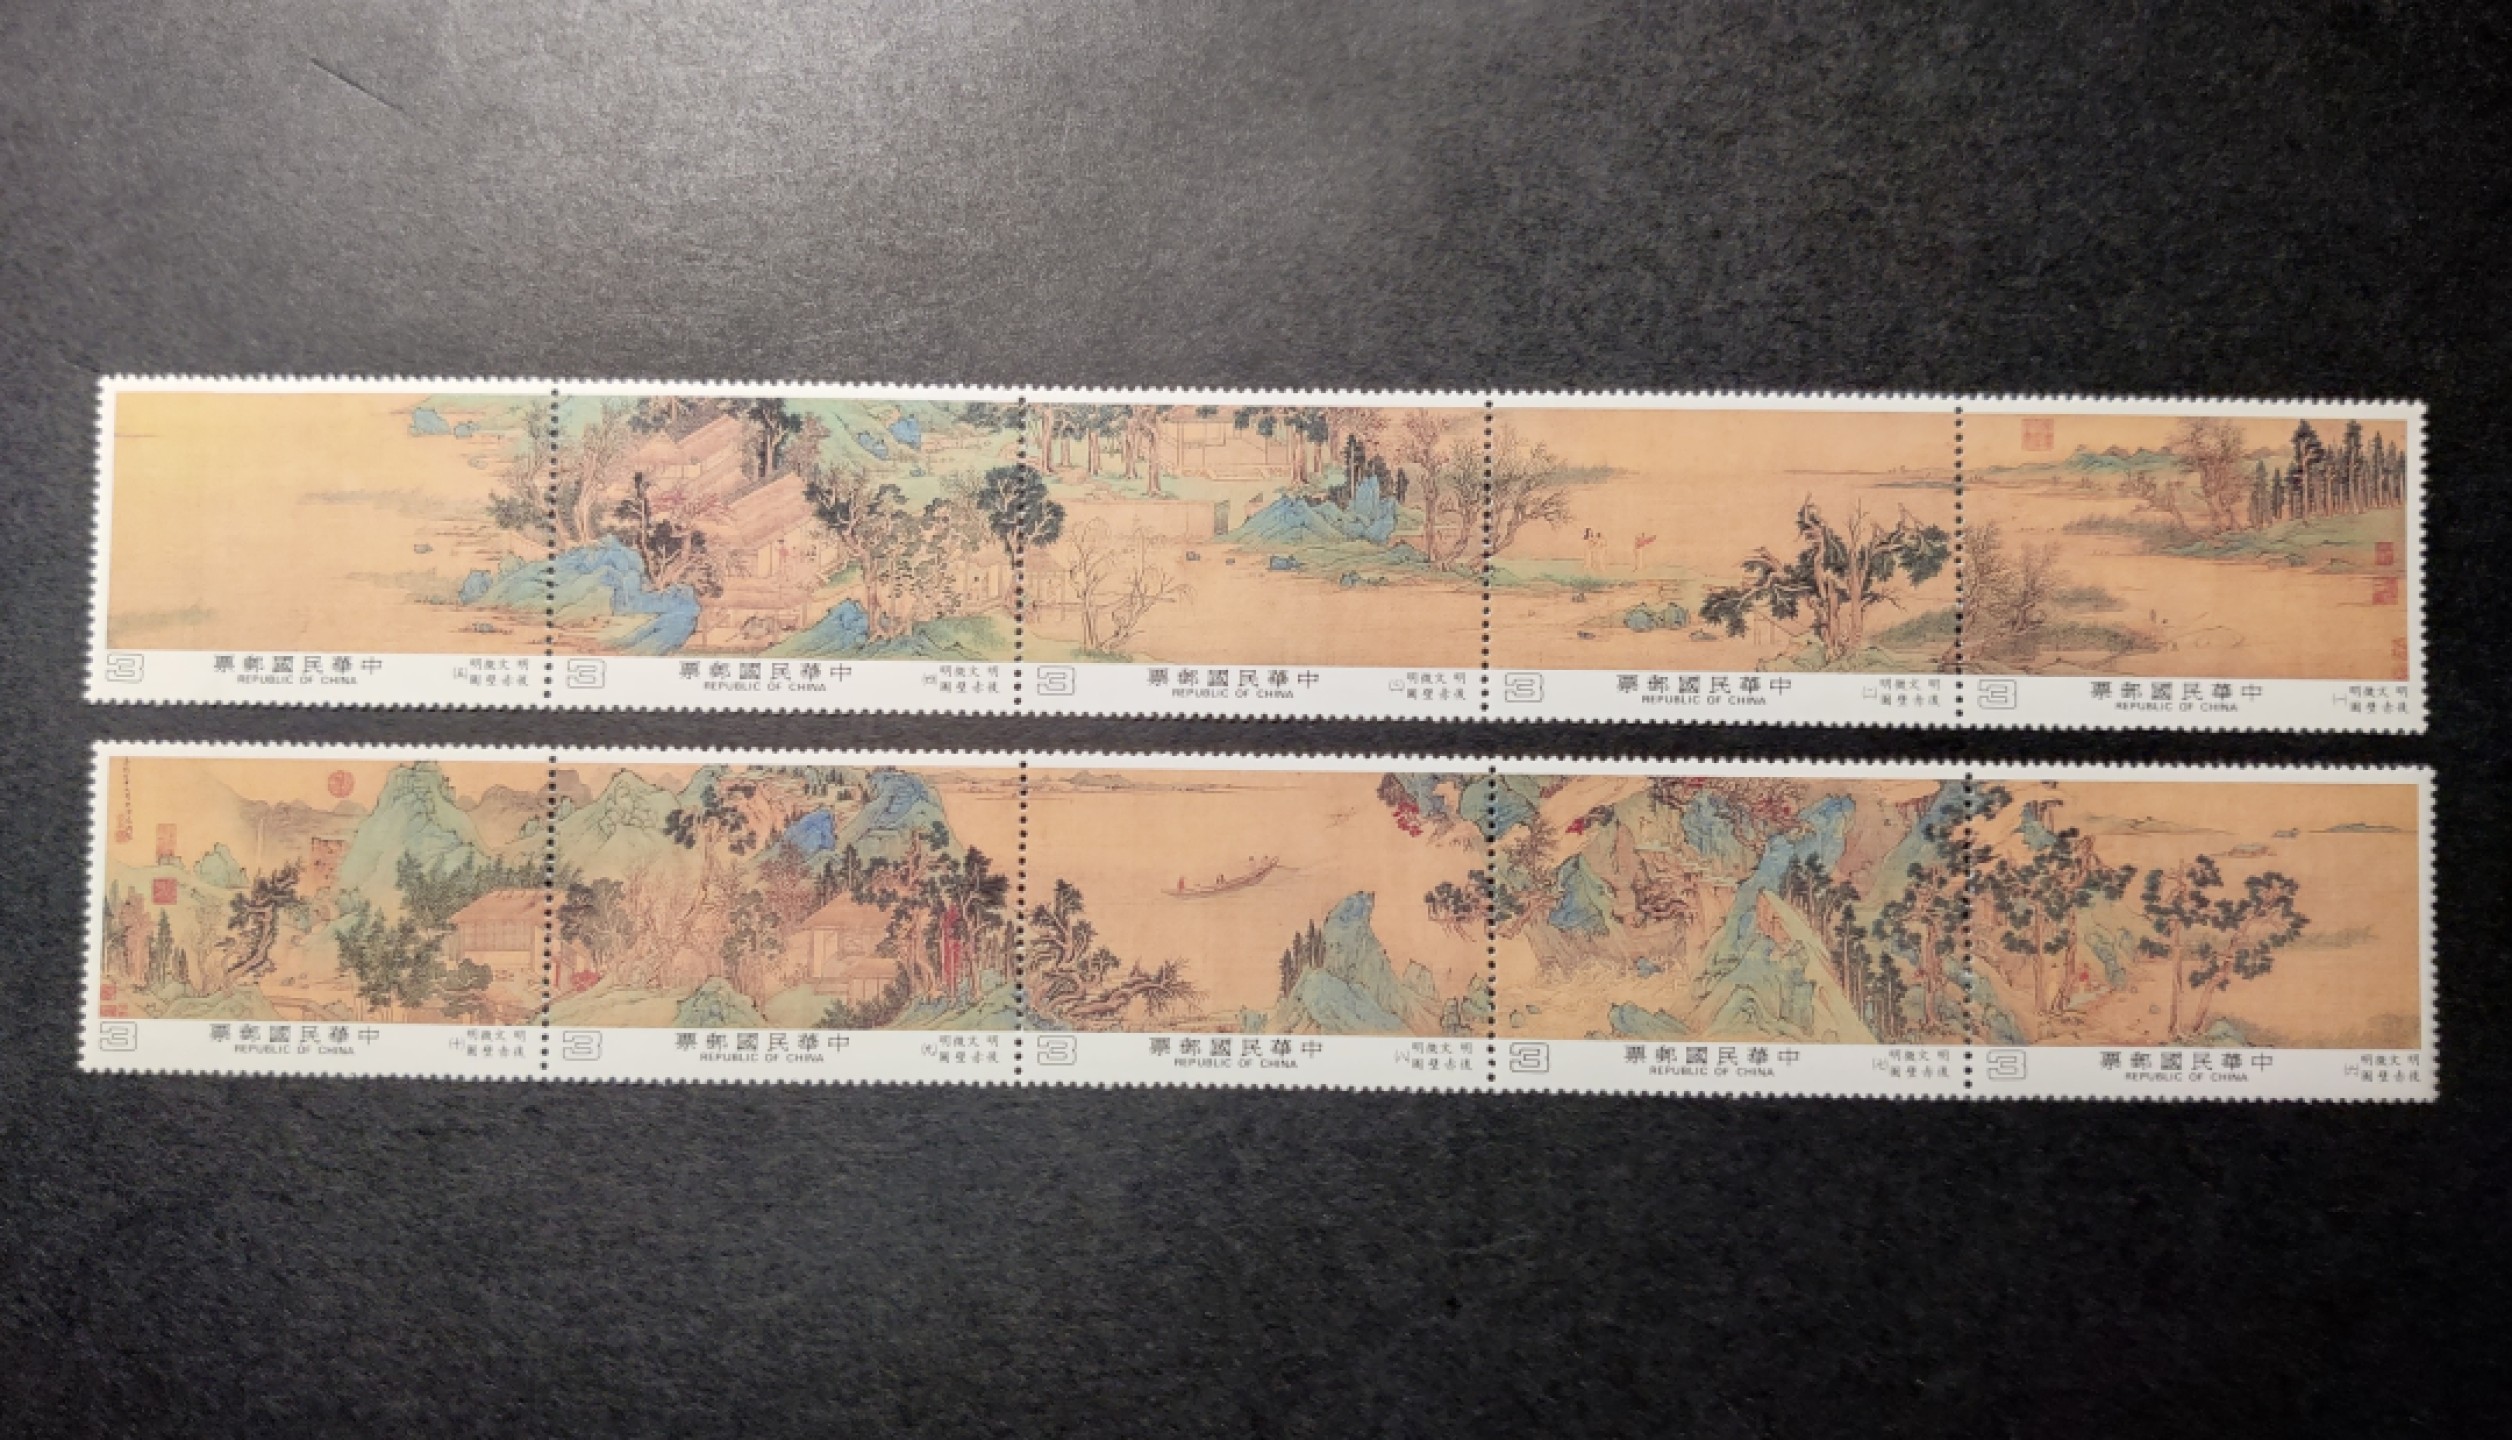 明 文徵明
中華民國郵票
後赤壁圖(一)
REPUBLIC OF CHINA
3
明 文徵明
中華民國郵票
後赤壁圖(二)
REPUBLIC OF CHINA
3
明 文徵明
中華民國郵票
後赤壁圖(三)
REPUBLIC OF CHINA
3
明 文徵明
中華民國郵票
後赤壁圖(四)
REPUBLIC OF CHINA
3
明 文徵明
中華民國郵票
後赤壁圖(五)
REPUBLIC OF CHINA
3
明 文徵明
中華民國郵票
後赤壁圖
REPUBLIC OF CHINA
3
明 文徵明
中華民國郵票
後赤壁圖(七)
REPUBLIC OF CHINA
3
明 文徵明
中華民國郵票
後赤壁圖(八)
REPUBLIC OF CHINA
3
明 文徵明
中華民國郵票
後赤壁圖(九)
REPUBLIC OF CHINA
3
明 文徵明
中華民國郵票
後赤壁圖(十)
REPUBLIC OF CHINA
3